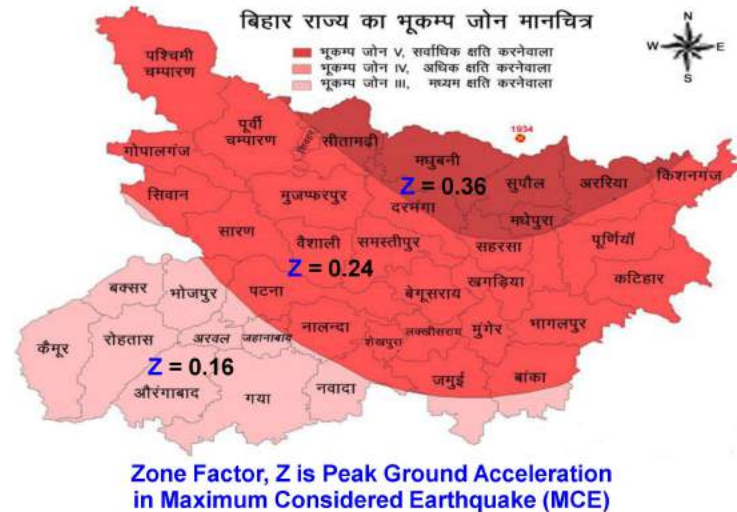 बिहार राज्य का भूकम्प जोन मानचित्र
भूकम्प जोन V, सर्वाधिक क्षति करनेवाला
भूकम्प जोन IV, अधिक क्षति करनेवाला
भूकम्प जोन III, मध्यम क्षति करनेवाला
N
W
E
S
पश्चिमी
चम्पारण
पूर्वी
चम्पारण
सीतामढ़ी
1934
मधुबनी
गोपालगंज
सुपौल
अररिया
किशनगंज
सिवान
मुजफ्फरपुर
Z = 0.36
दरभंगा
मधेपुरा
सारण
वैशाली
समस्तीपुर
सहरसा
पूर्णियाँ
Z = 0.24
खगड़िया
कटिहार
बक्सर
भोजपुर
पटना
बेगूसराय
कैमूर
रोहतास
अरवल
जहानाबाद
नालन्दा
शेखपुरा
लक्खीसराय
मुंगेर
भागलपुर
Z = 0.16
औरंगाबाद
गया
नवादा
जमुई
बांका
Zone Factor, Z is Peak Ground Acceleration
in Maximum Considered Earthquake (MCE)